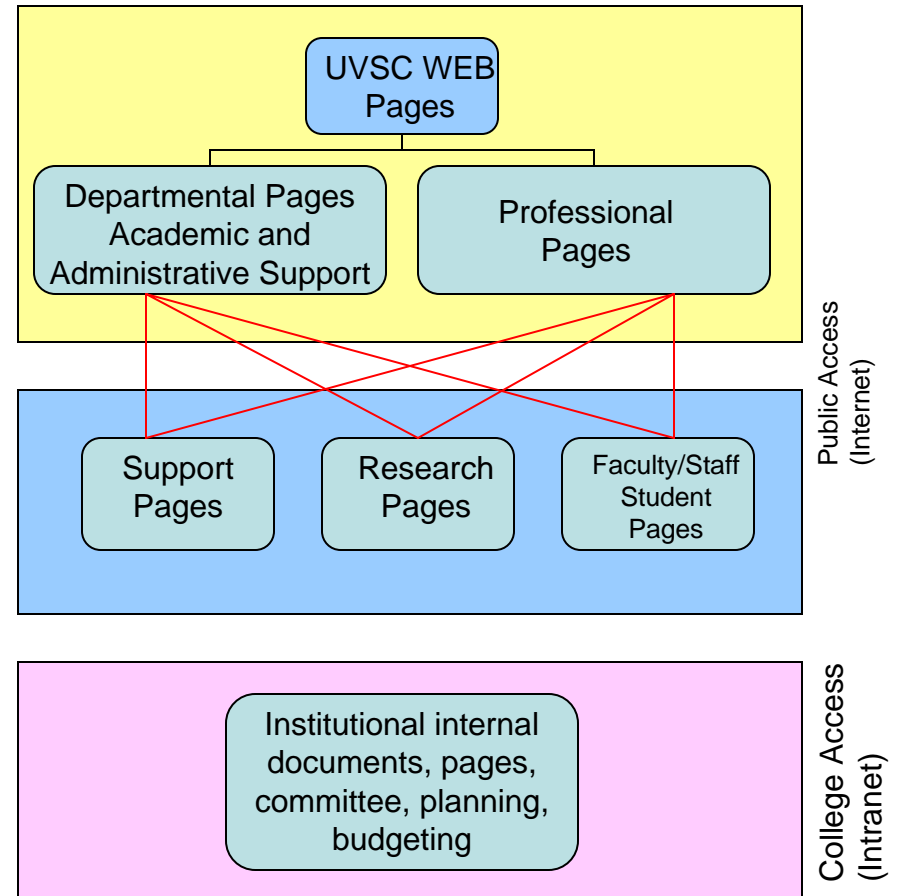 UVSC WEB
Pages
Departmental Pages
Academic and
Administrative Support
Professional
Pages
Public Access
(Internet)
Support
Pages
Research
Pages
Faculty/Staff
Student
Pages
Institutional internal
documents, pages,
committee, planning,
budgeting
College Access
(Intranet)